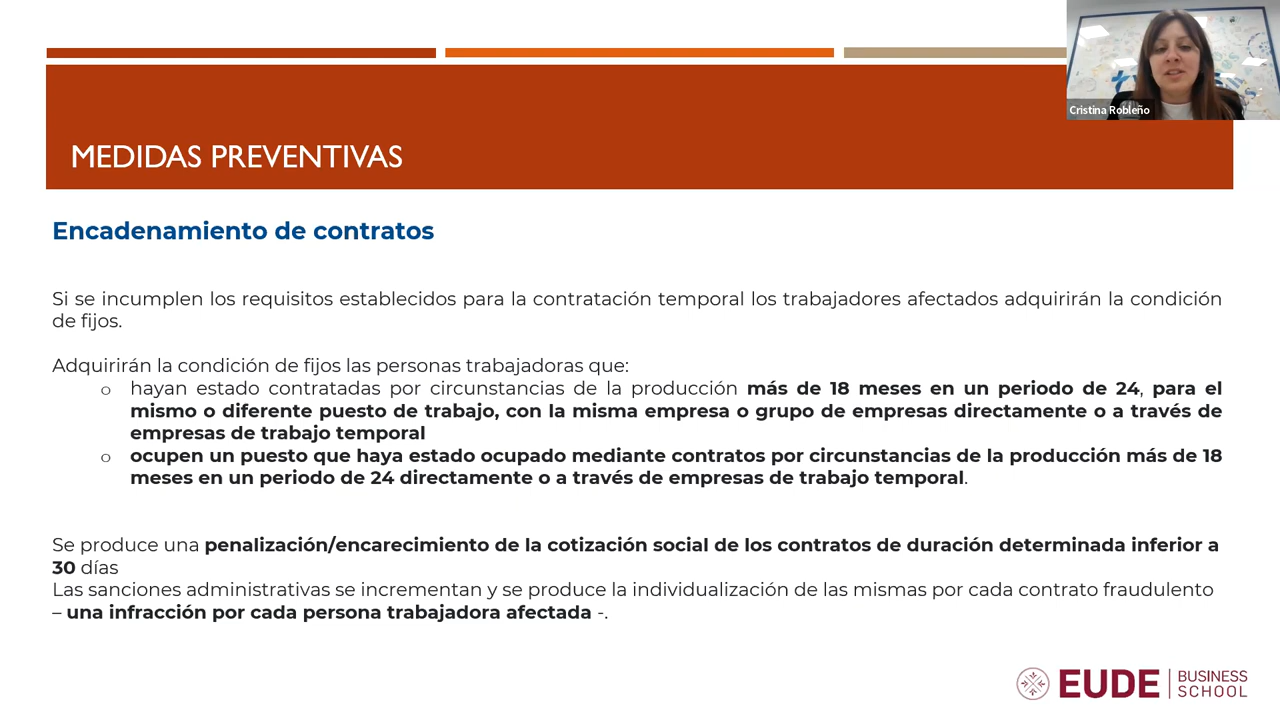 Cristina Robleño
MEDIDAS PREVENTIVAS
Encadenamiento de contratos
Si se incumplen los requisitos establecidos para la contratación temporal los trabajadores afectados adquirirán la condición
de fijos.
Adquirirán la condición de fijos las personas trabajadoras que:
o hayan estado contratadas por circunstancias de la producción más de 18 meses en un periodo de 24, para el
mismo o diferente puesto de trabajo, con la misma empresa o grupo de empresas directamente o a través de
empresas de trabajo temporal
o ocupen un puesto que haya estado ocupado mediante contratos por circunstancias de la producción más de 18
meses en un periodo de 24 directamente o a través de empresas de trabajo temporal.
Se produce una penalización/encarecimiento de la cotización social de los contratos de duración determinada inferior a
30 días
Las sanciones administrativas se incrementan y se produce la individualización de las mismas por cada contrato fraudulento
– una infracción por cada persona trabajadora afectada -.
EUDE BUSINESS
SCHOOL